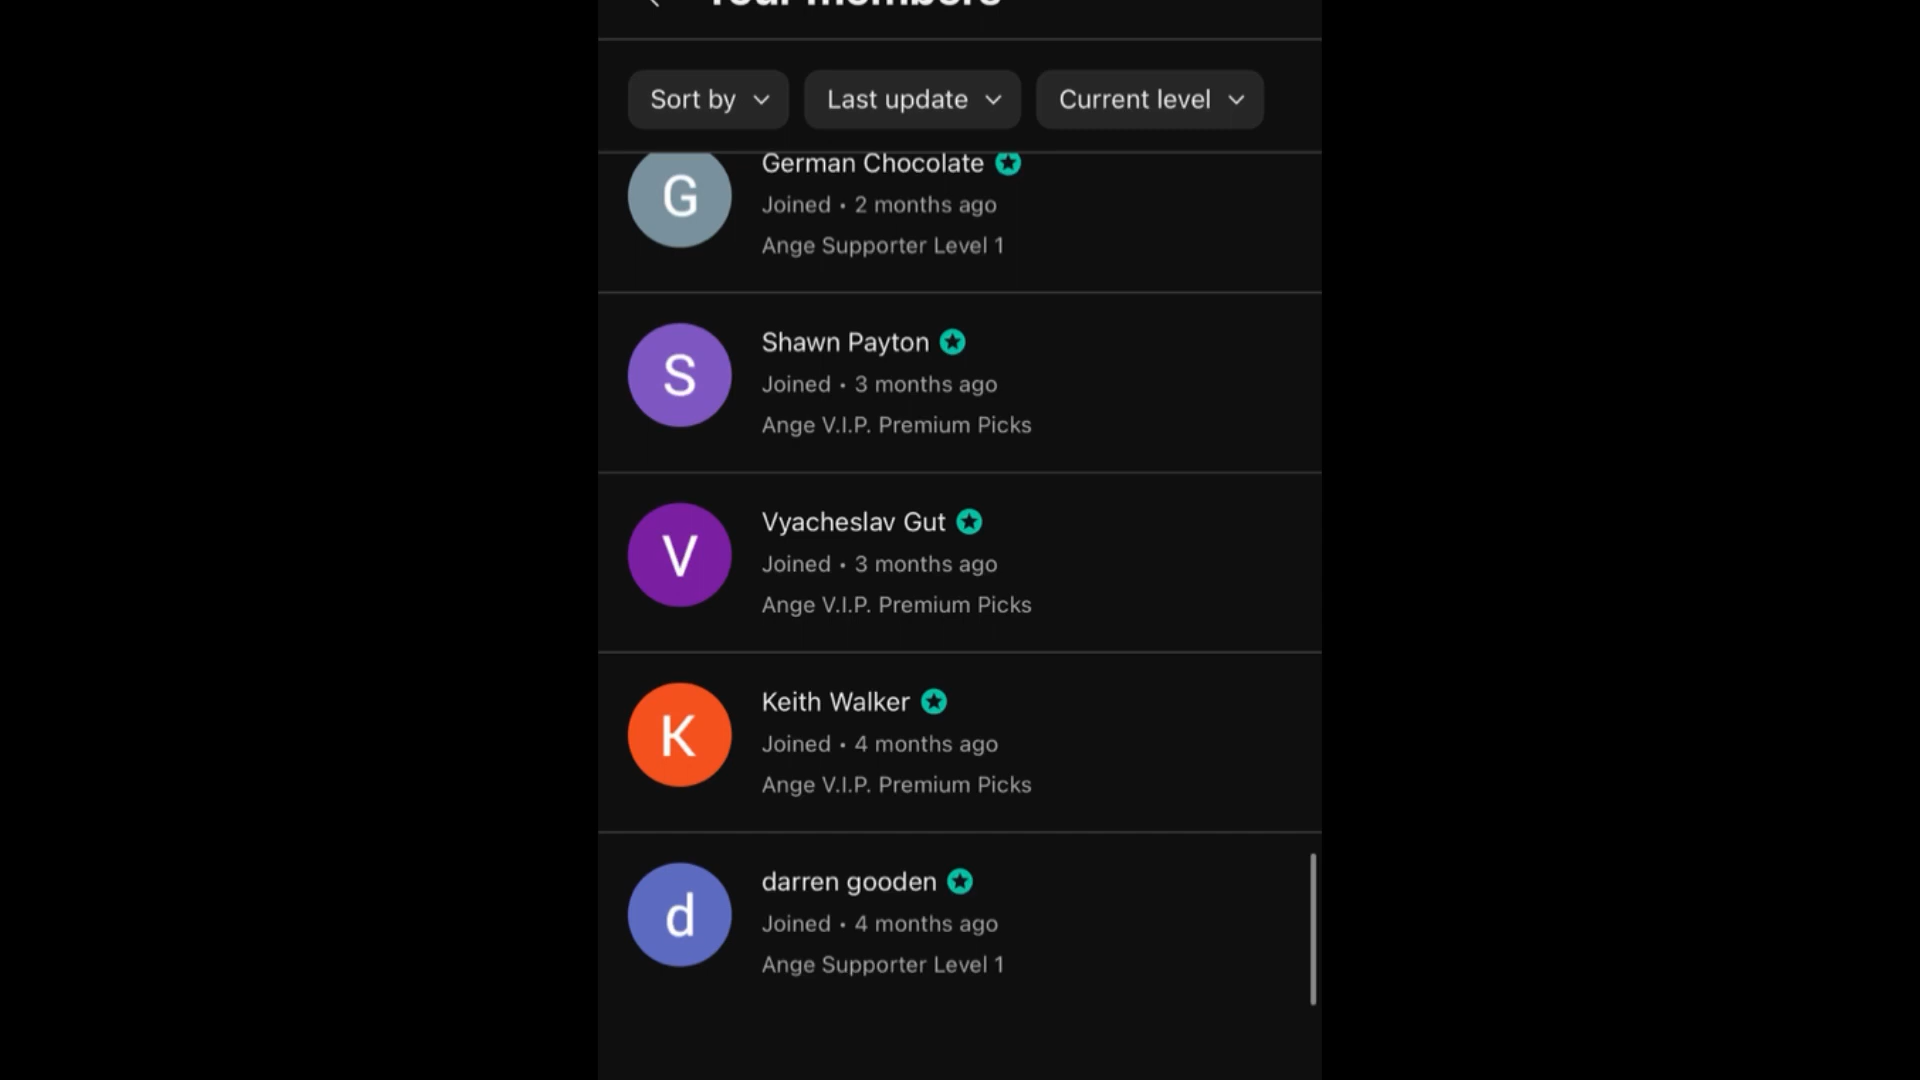 Your members
Sort by
Last update
Current level
G
German Chocolate
Joined • 2 months ago
Ange Supporter Level 1
S
Shawn Payton
Joined • 3 months ago
Ange V.I.P. Premium Picks
V
Vyacheslav Gut
Joined • 3 months ago
Ange V.I.P. Premium Picks
K
Keith Walker
Joined • 4 months ago
Ange V.I.P. Premium Picks
d
darren gooden
Joined • 4 months ago
Ange Supporter Level 1